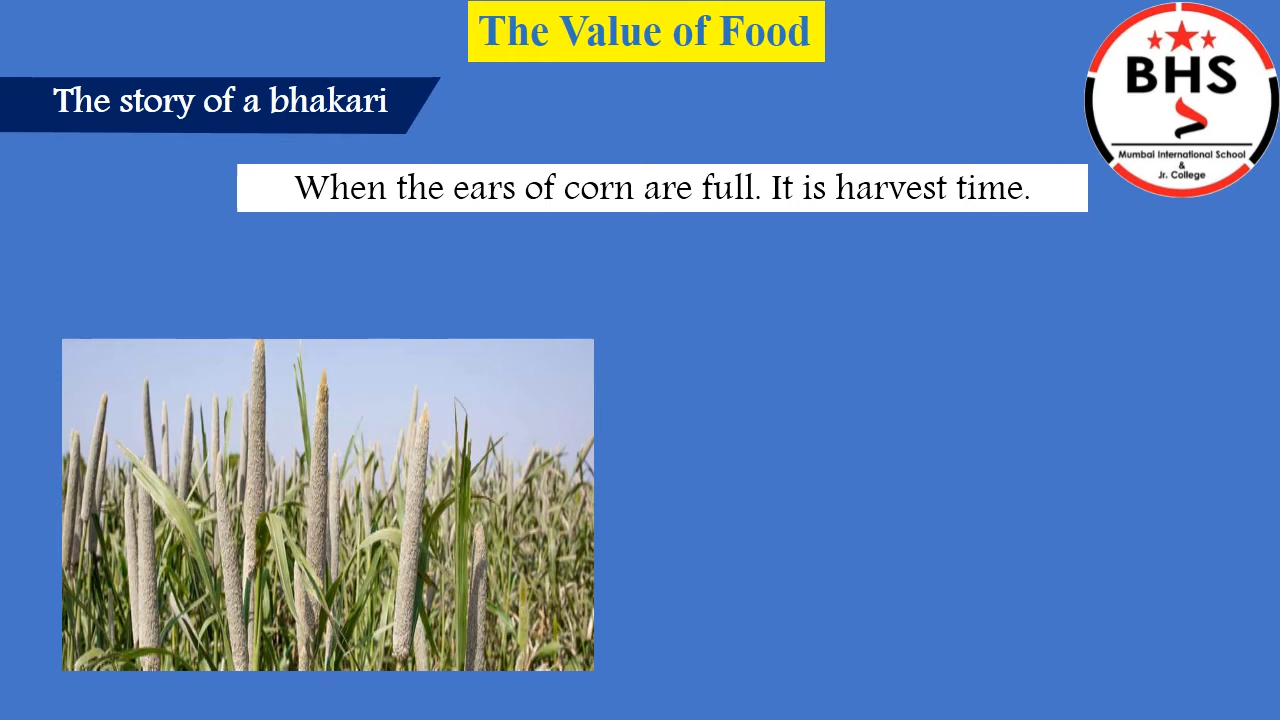 The Value of Food
The story of a bhakari
BHS
Mumbai International School
&
Jr. College
When the ears of corn are full. It is harvest time.